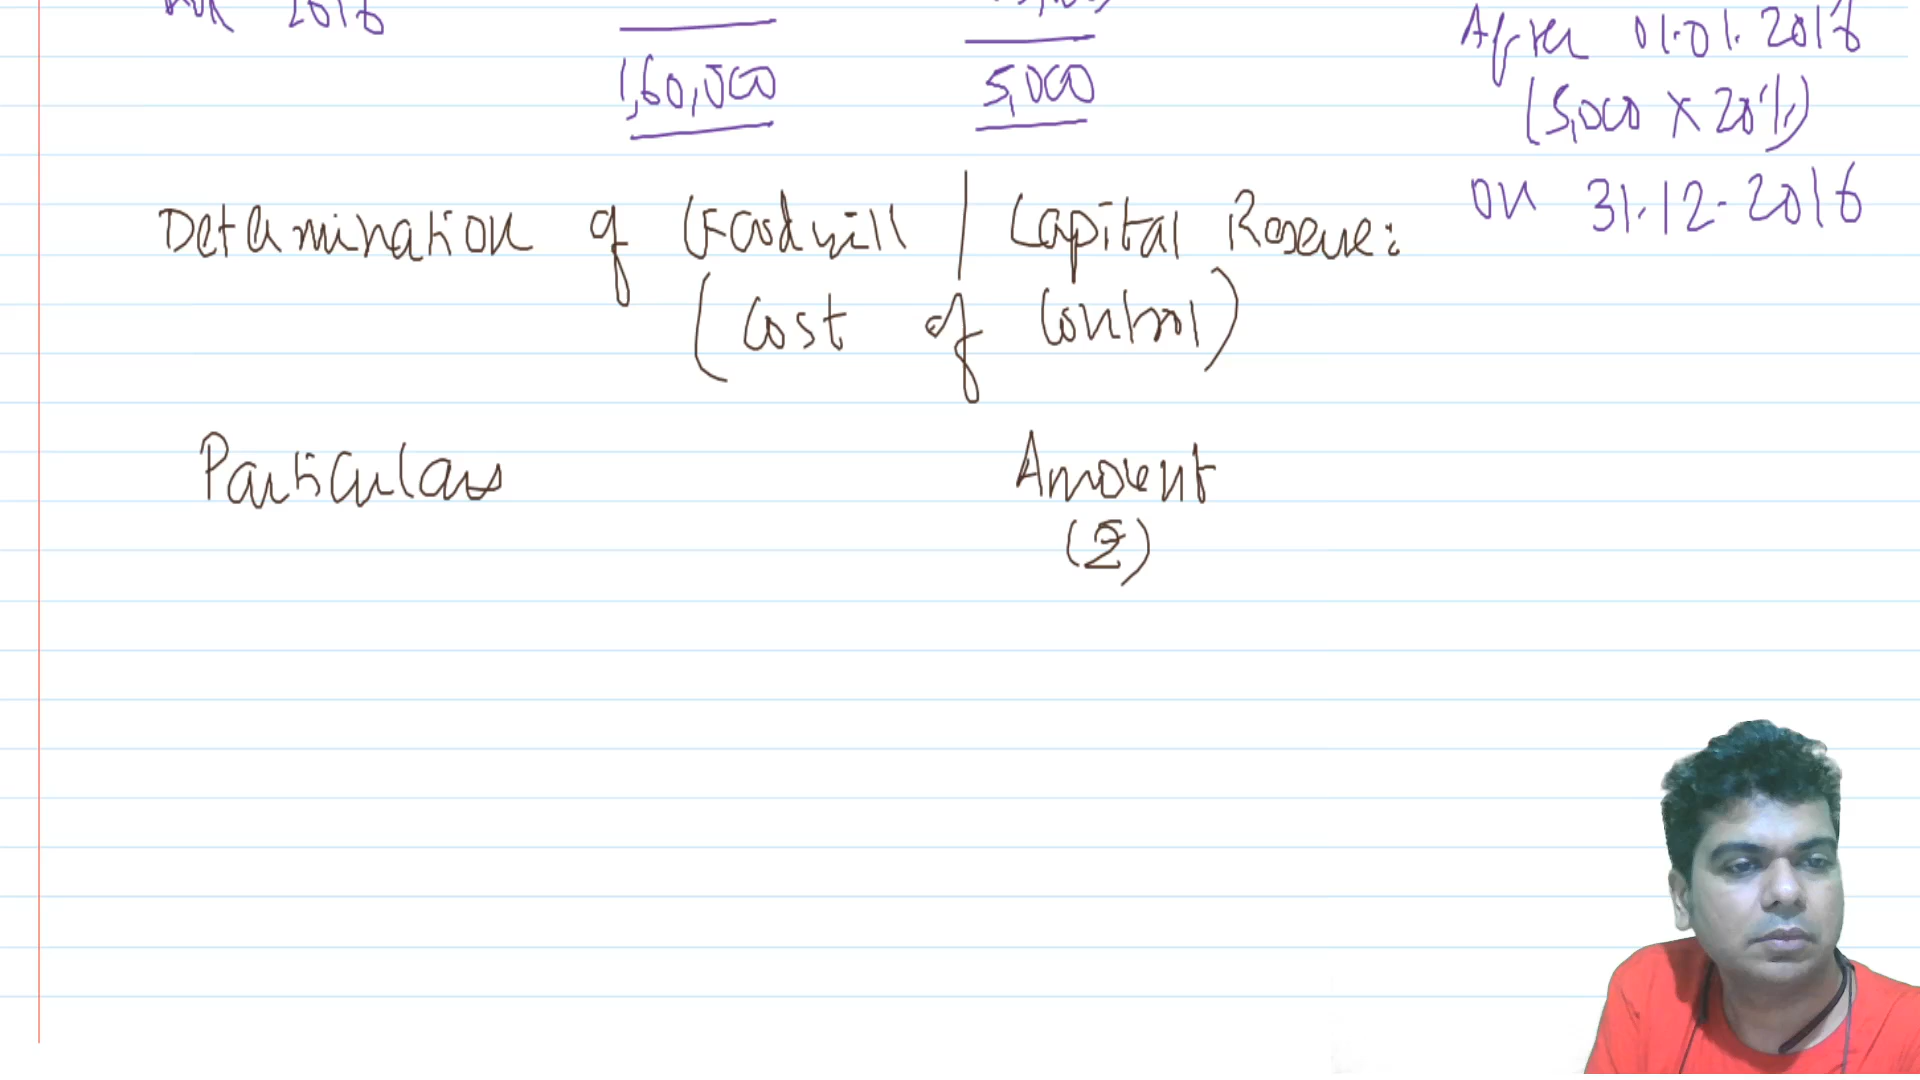 2016
1,60,000 5,000
After 01.01.2016
(5,000 X 20%)
on 31.12.2016
Determination of Goodwill / Capital Reserve:
(Cost of Control)
Particulars Amount
(₹)